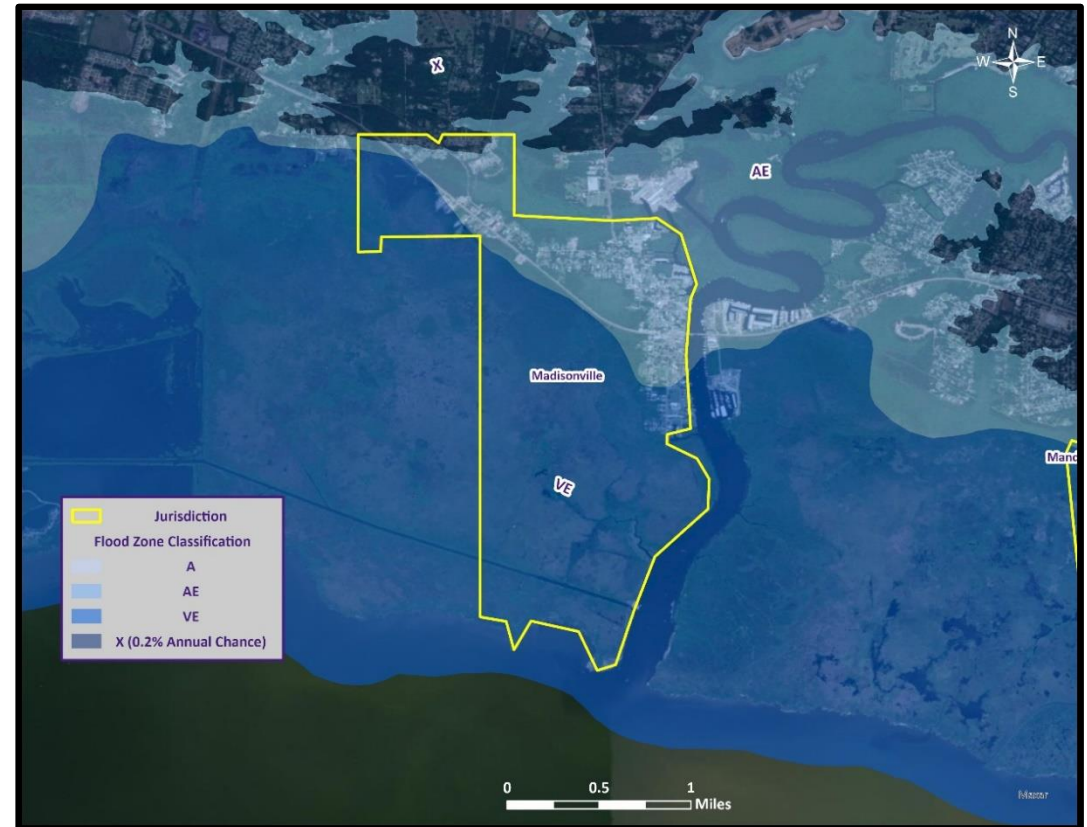 X
N
W E
S
AE
Madisonville
Mand
VE
Jurisdiction
Flood Zone Classification
A
AE
VE
X (0.2% Annual Chance)
0 0.5 1
Miles
Maxar